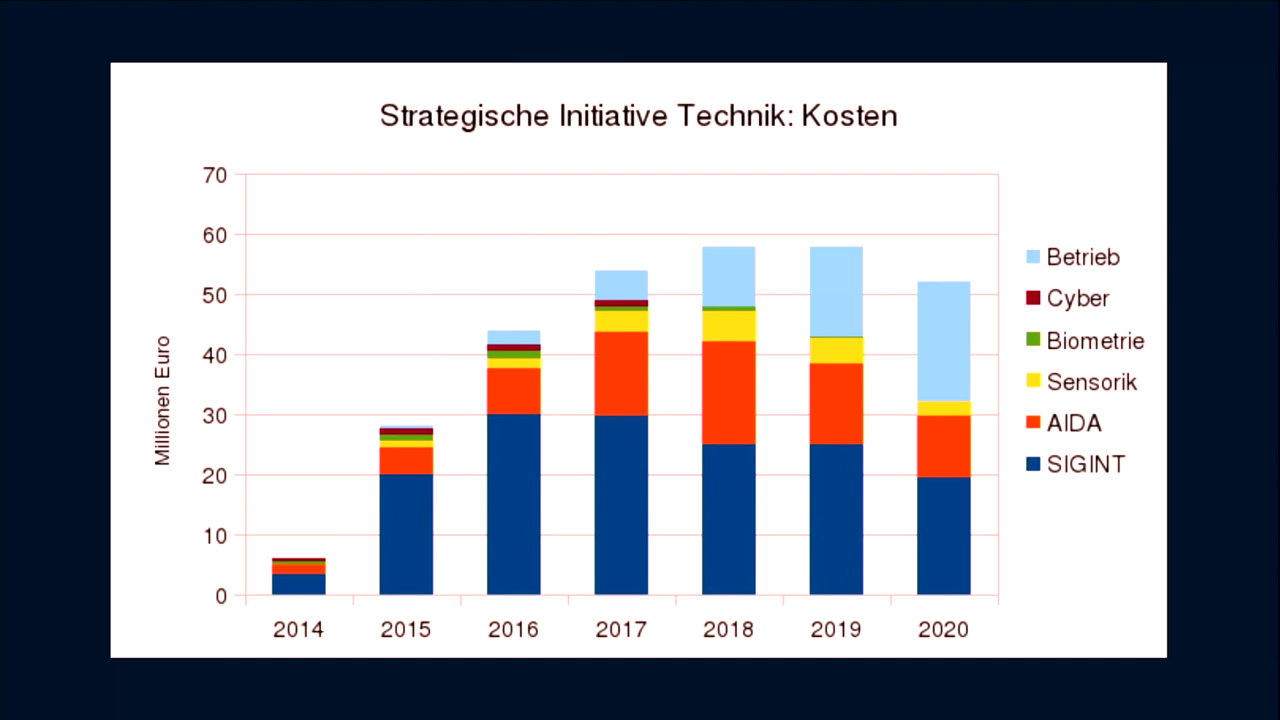 Strategische Initiative Technik: Kosten
70
60
50
40
30
20
10
0
Millionen Euro
2014 2015 2016 2017 2018 2019 2020
Betrieb
Cyber
Biometrie
Sensorik
AIDA
SIGINT